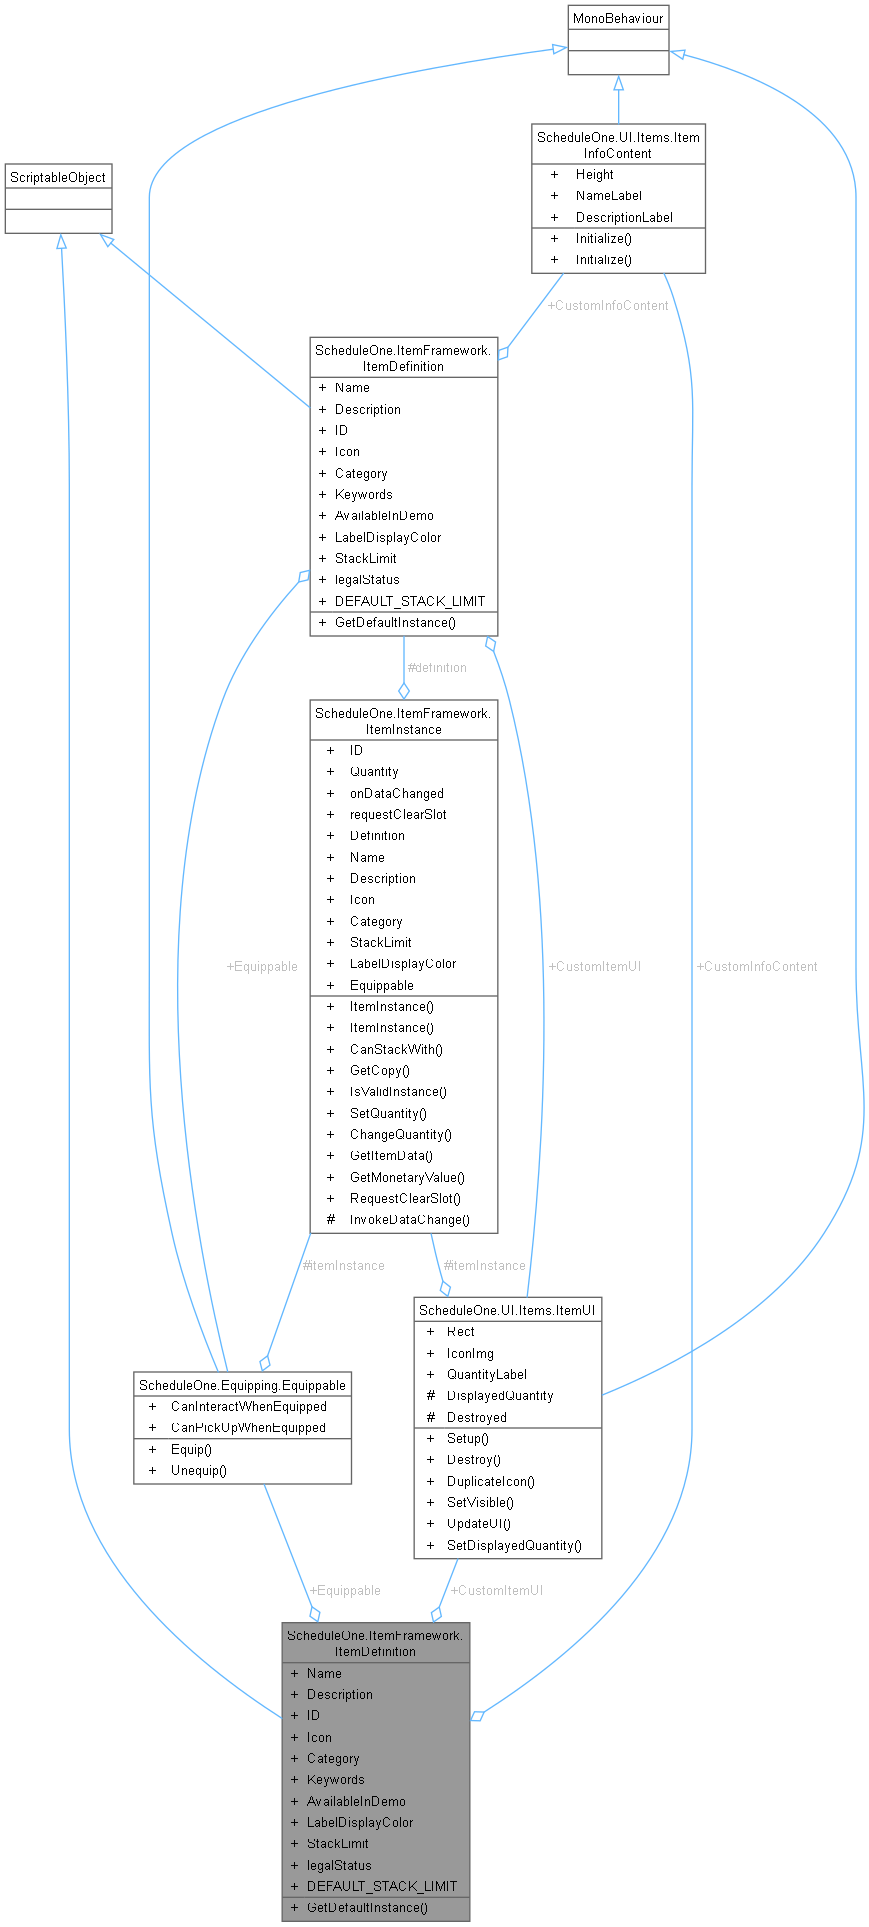 MonoBehaviour
ScheduleOne.UI.Items.Item
InfoContent
+ Height
+ NameLabel
+ DescriptionLabel
+ Initialize()
+ Initialize()
ScriptableObject
+CustomInfoContent
ScheduleOne.ItemFramework.
ItemDefinition
+ Name
+ Description
+ ID
+ Icon
+ Category
+ Keywords
+ AvailableInDemo
+ LabelDisplayColor
+ StackLimit
+ legalStatus
+ DEFAULT_STACK_LIMIT
+ GetDefaultInstance()
#definition
ScheduleOne.ItemFramework.
ItemInstance
+ ID
+ Quantity
+ onDataChanged
+ requestClearSlot
+ Definition
+ Name
+ Description
+ Icon
+ Category
+ StackLimit
+ LabelDisplayColor
+ Equippable
+ ItemInstance()
+ ItemInstance()
+ CanStackWith()
+ GetCopy()
+ IsValidInstance()
+ SetQuantity()
+ ChangeQuantity()
+ GetItemData()
+ GetMonetaryValue()
+ RequestClearSlot()
# InvokeDataChange()
+Equippable
+CustomItemUI
+CustomInfoContent
#itemInstance
#itemInstance
ScheduleOne.UI.Items.ItemUI
+ Rect
+ IconImg
+ QuantityLabel
# DisplayedQuantity
# Destroyed
+ Setup()
+ Destroy()
+ DuplicateIcon()
+ SetVisible()
+ UpdateUI()
+ SetDisplayedQuantity()
ScheduleOne.Equipping.Equippable
+ CanInteractWhenEquipped
+ CanPickUpWhenEquipped
+ Equip()
+ Unequip()
+Equippable
+CustomItemUI
ScheduleOne.ItemFramework.
ItemDefinition
+ Name
+ Description
+ ID
+ Icon
+ Category
+ Keywords
+ AvailableInDemo
+ LabelDisplayColor
+ StackLimit
+ legalStatus
+ DEFAULT_STACK_LIMIT
+ GetDefaultInstance()